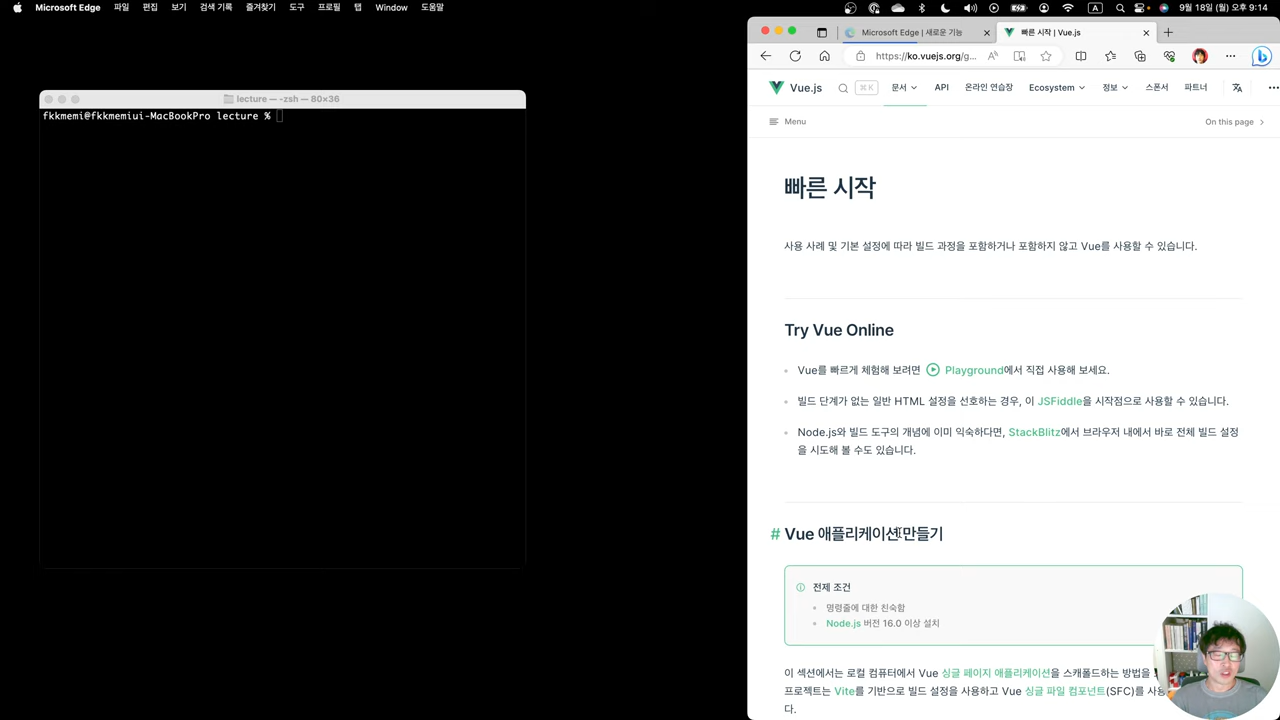 Microsoft Edge 파일 편집 보기 검색 기록 즐겨찾기 도구 프로필 탭 Window 도움말
A
9월 18일(월) 오후 9:14
Microsoft Edge | 새로운 기능
빠른 시작 | Vue.js
https://ko.vuejs.org/g...
lecture — -zsh — 80×36
fkkmemi@fkkmemiui-MacBookPro lecture %
Vue.js
⌘K
문서
API
온라인 연습장
Ecosystem
정보
스폰서
파트너
Menu
On this page
빠른 시작
사용 사례 및 기본 설정에 따라 빌드 과정을 포함하거나 포함하지 않고 Vue를 사용할 수 있습니다.
Try Vue Online
Vue를 빠르게 체험해 보려면 Playground에서 직접 사용해 보세요.
빌드 단계가 없는 일반 HTML 설정을 선호하는 경우, 이 JSFiddle을 시작점으로 사용할 수 있습니다.
Node.js와 빌드 도구의 개념에 이미 익숙하다면, StackBlitz에서 브라우저 내에서 바로 전체 빌드 설정
을 시도해 볼 수도 있습니다.
# Vue 애플리케이션 만들기
전제 조건
명령줄에 대한 친숙함
Node.js 버전 16.0 이상 설치
이 섹션에서는 로컬 컴퓨터에서 Vue 싱글 페이지 애플리케이션을 스캐폴드하는 방법을
프로젝트는 Vite를 기반으로 빌드 설정을 사용하고 Vue 싱글 파일 컴포넌트(SFC)를 사용
다.